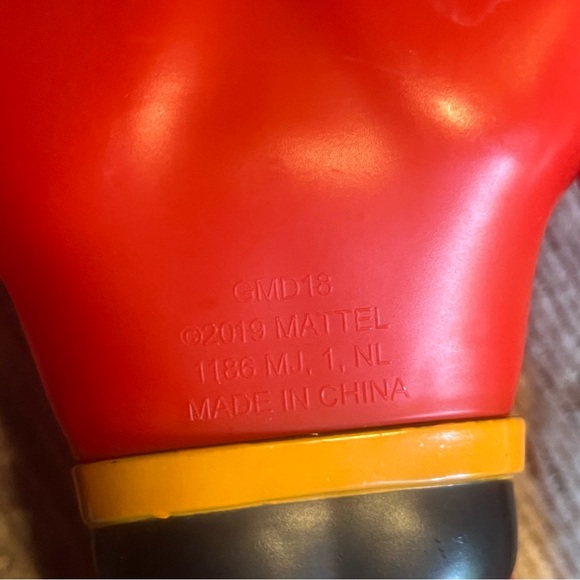 GMD18
©2019 MATTEL
1186 MJ, 1, NL
MADE IN CHINA